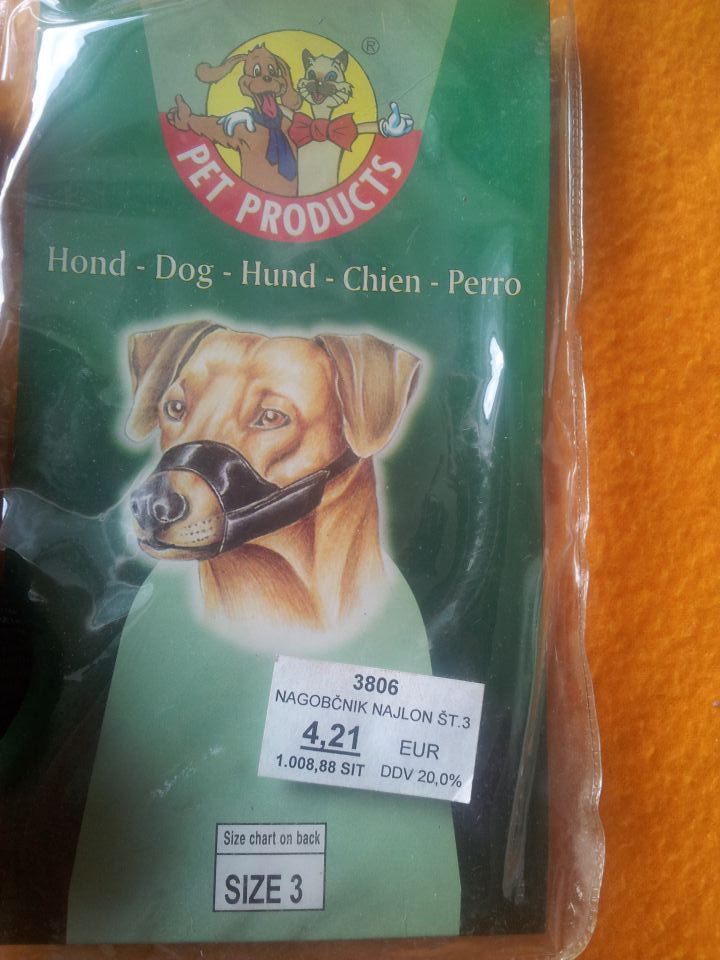 ®
PET PRODUCTS
Hond - Dog - Hund - Chien - Perro
3806
NAGOBČNIK NAJLON ŠT.3
4,21 EUR
1.008,88 SIT DDV 20,0%
Size chart on back
SIZE 3